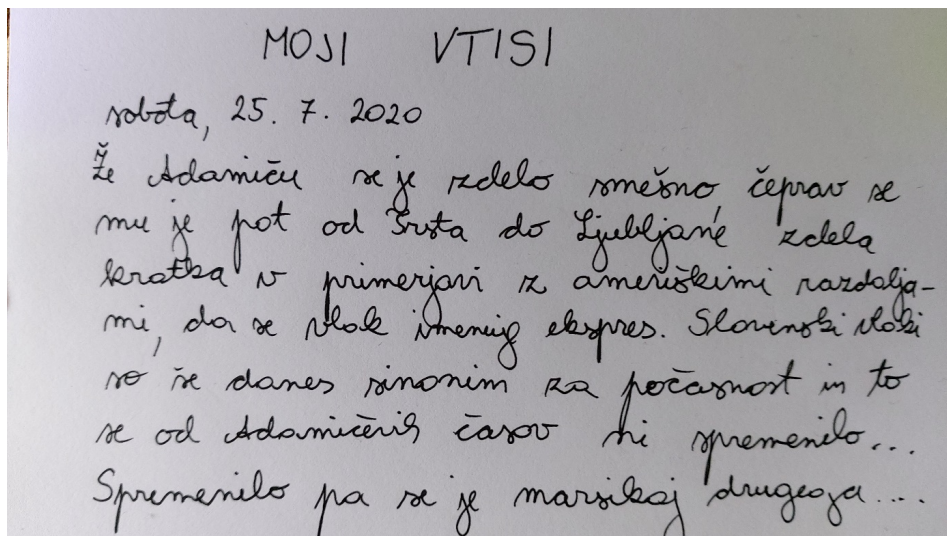 MOJI VTISI
sobota, 25. 7. 2020
Že Adamiču se je zdelo smešno, čeprav se
mu je pot od Trsta do Ljubljane zdela
kratka v primerjavi z ameriškimi razdalja-
mi, da se vlak imenuje ekspres. Slovenski vlaki
so še danes sinonim za počasnost in to
se od Adamičevih časov ni spremenilo...
Spremenilo pa se je marsikaj drugega....